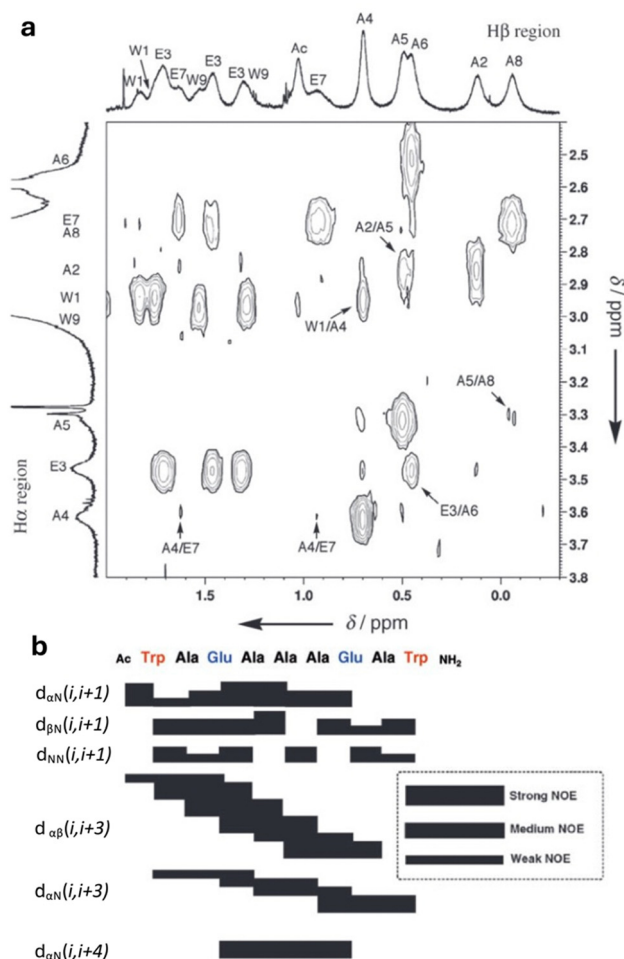 a
Hβ region
W1
W1
E3
E7
W9
E3
E3
W9
Ac
E7
A4
A5
A6
A2
A8
Hα region
A6
E7
A8
A2
W1
W9
A5
E3
A4
A2/A5
W1/A4
A5/A8
E3/A6
A4/E7
A4/E7
2.5
2.6
2.7
2.8
2.9
3.0
3.1
3.2
3.3
3.4
3.5
3.6
3.7
3.8
δ / ppm
1.5
1.0
0.5
0.0
δ / ppm
b
Ac Trp Ala Glu Ala Ala Ala Glu Ala Trp NH₂
dαN(i,i+1)
dβN(i,i+1)
dNN(i,i+1)
dαβ(i,i+3)
dαN(i,i+3)
dαN(i,i+4)
Strong NOE
Medium NOE
Weak NOE